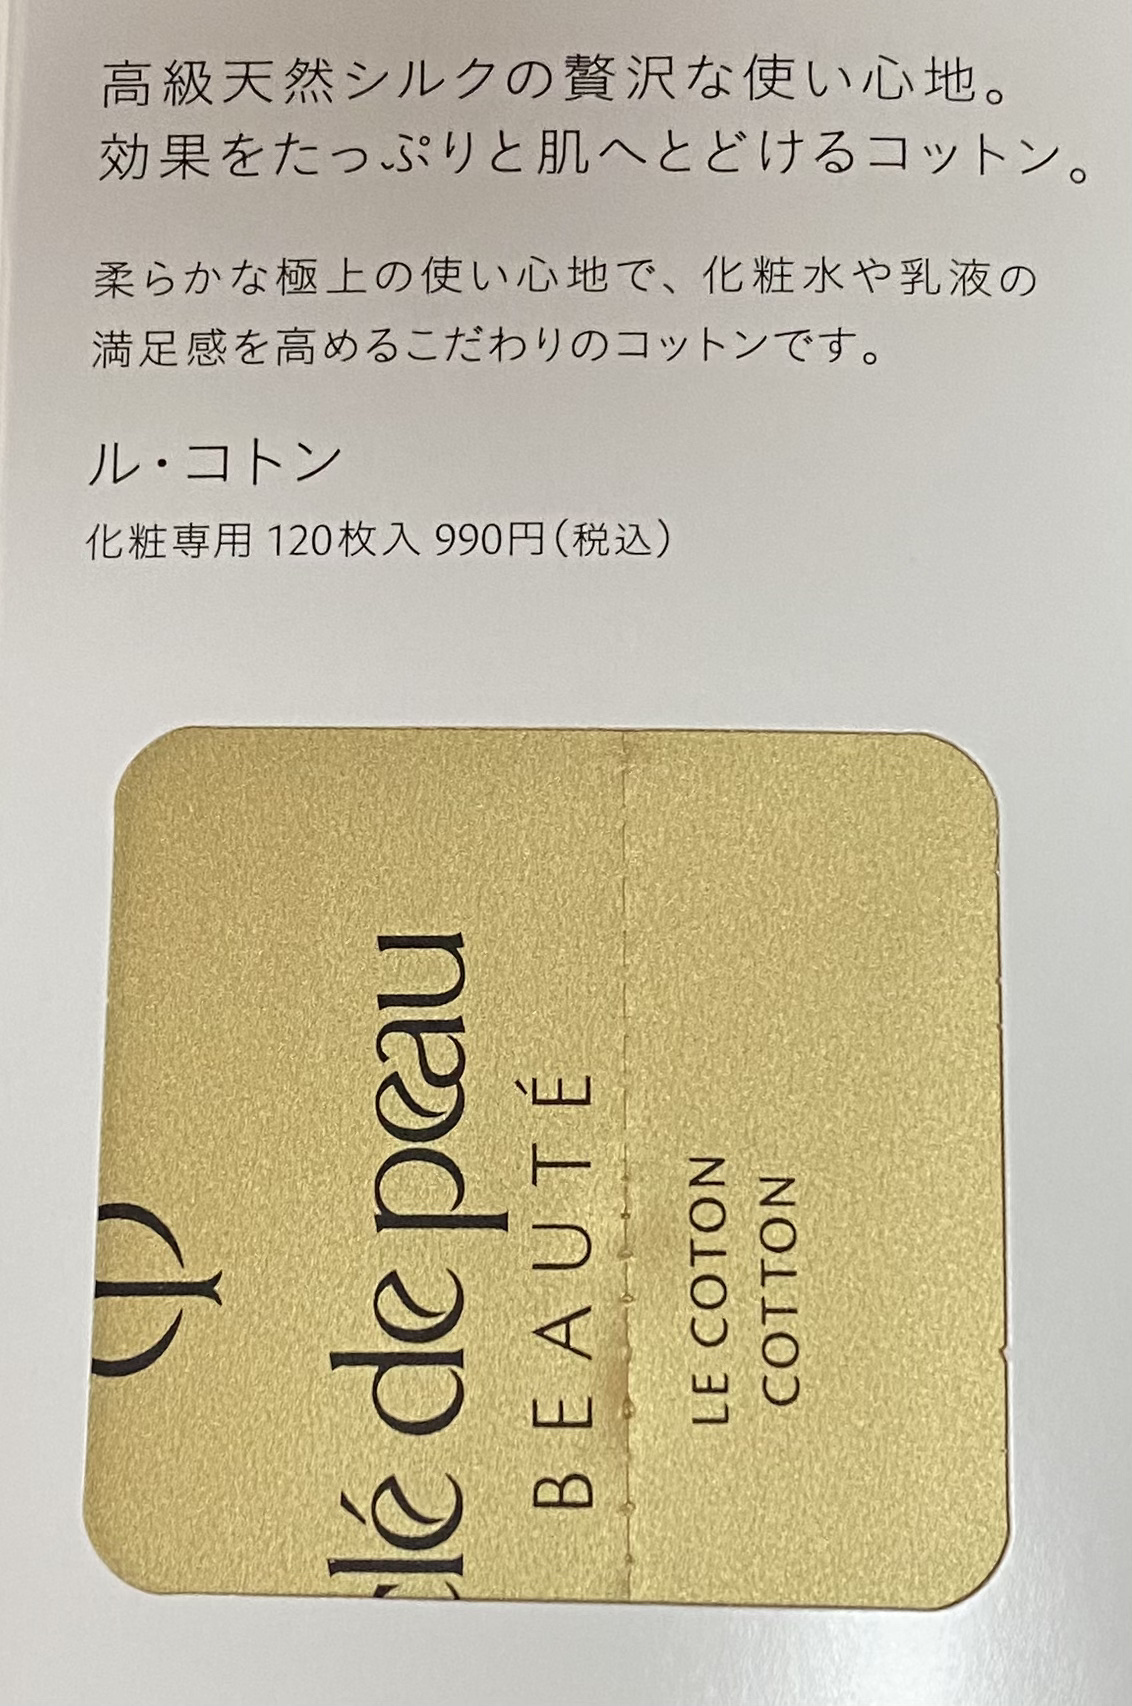 高級天然シルクの贅沢な使い心地。
効果をたっぷりと肌へとどけるコットン。
柔らかな極上の使い心地で、化粧水や乳液の
満足感を高めるこだわりのコットンです。
ル・コトン
化粧専用 120枚入 990円（税込）
clé de peau
BEAUTÉ
LE COTON
COTTON